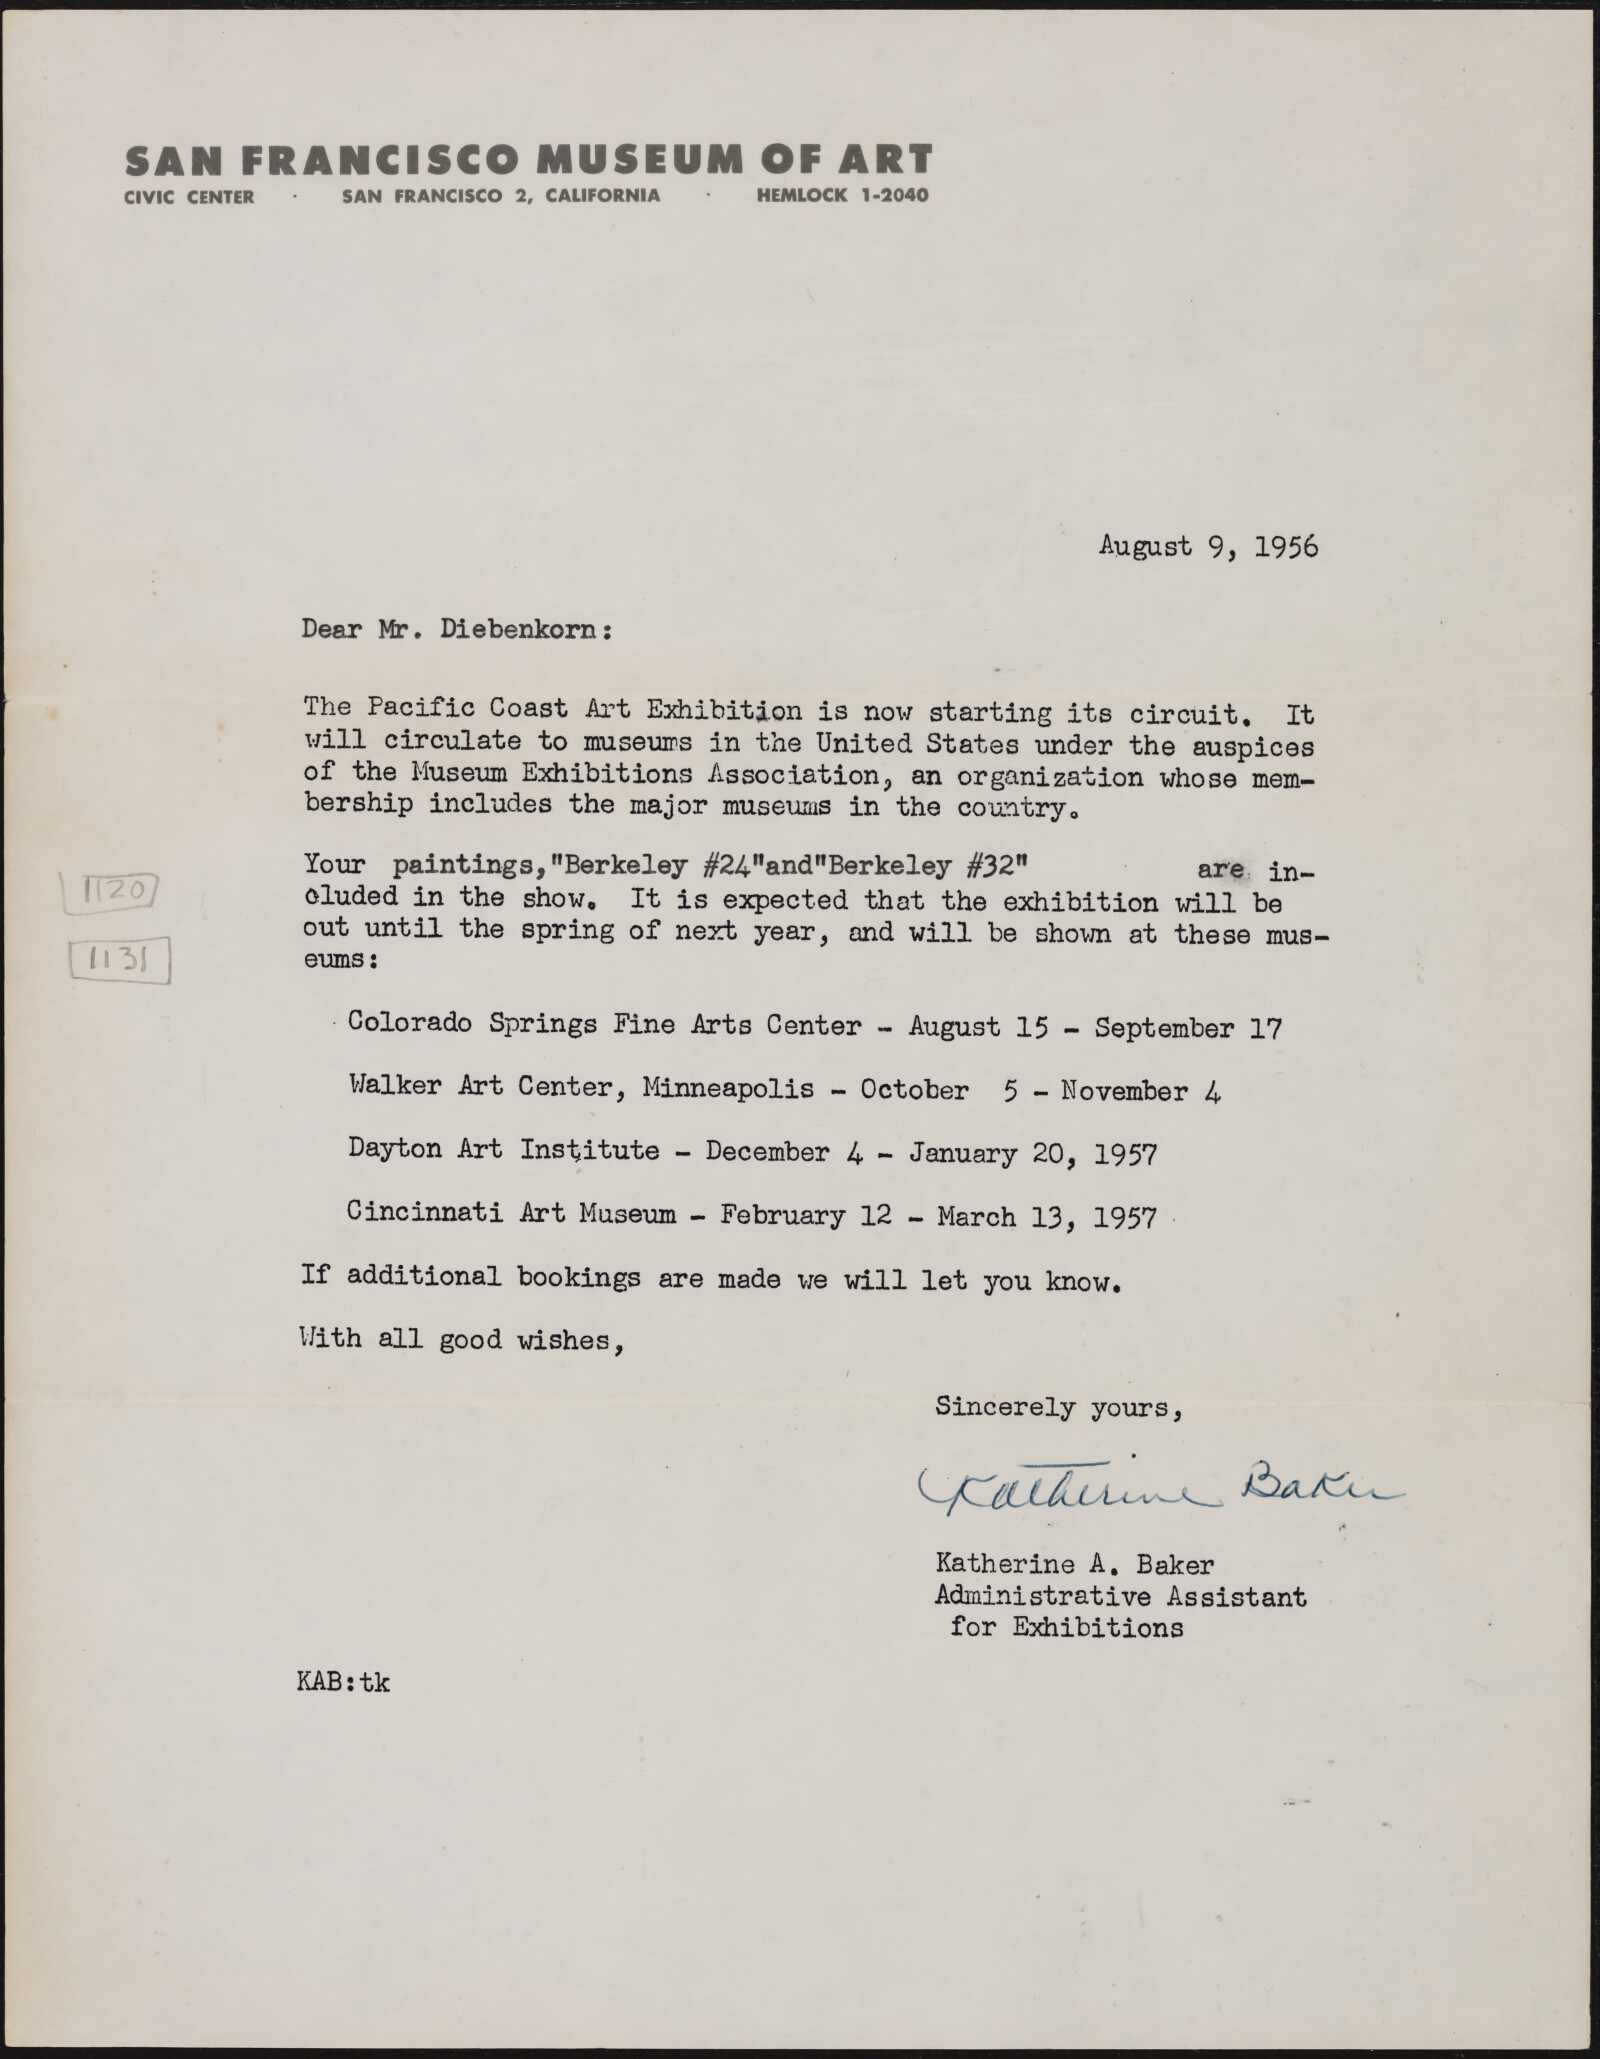 SAN FRANCISCO MUSEUM OF ART
CIVIC CENTER · SAN FRANCISCO 2, CALIFORNIA · HEMLOCK 1-2040
August 9, 1956
Dear Mr. Diebenkorn:
The Pacific Coast Art Exhibition is now starting its circuit. It
will circulate to museums in the United States under the auspices
of the Museum Exhibitions Association, an organization whose mem-
bership includes the major museums in the country.
Your paintings,"Berkeley #24"and"Berkeley #32" are in-
cluded in the show. It is expected that the exhibition will be
out until the spring of next year, and will be shown at these mus-
eums:
1120
1131
Colorado Springs Fine Arts Center - August 15 - September 17
Walker Art Center, Minneapolis - October 5 - November 4
Dayton Art Institute - December 4 - January 20, 1957
Cincinnati Art Museum - February 12 - March 13, 1957
If additional bookings are made we will let you know.
With all good wishes,
Sincerely yours,
Katherine Baker
Katherine A. Baker
Administrative Assistant
for Exhibitions
KAB:tk